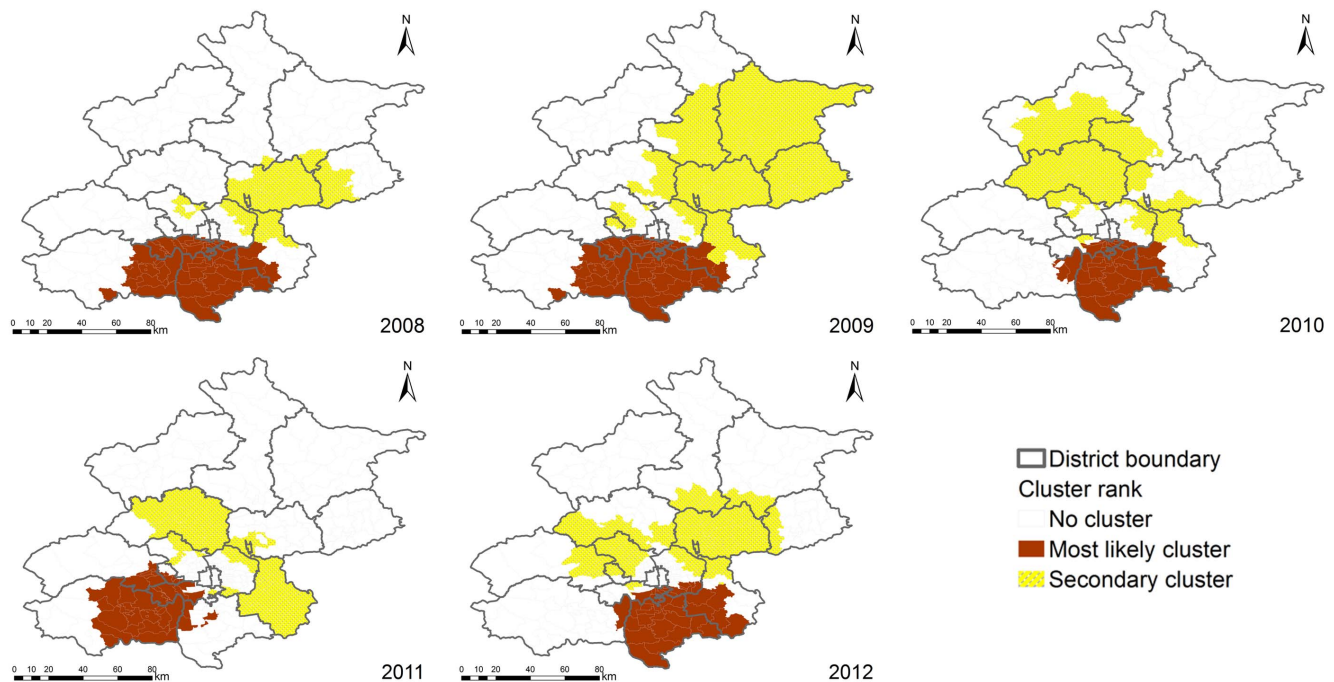 N
0 10 20 40 60 80
km
2008
N
0 10 20 40 60 80
km
2009
N
0 10 20 40 60 80
km
2010
N
0 10 20 40 60 80
km
2011
N
0 10 20 40 60 80
km
2012
District boundary
Cluster rank
No cluster
Most likely cluster
Secondary cluster